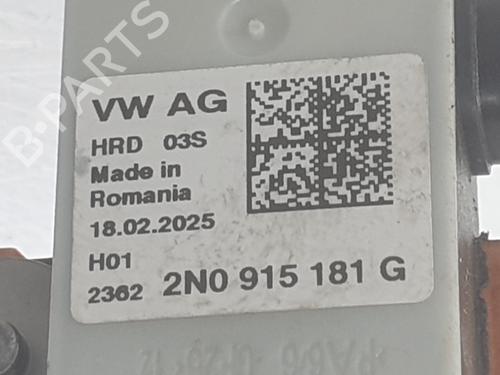 B-PARTS
VW AG
HRD 03S
Made in
Romania
18.02.2025
H01
2362 2N0 915 181 G